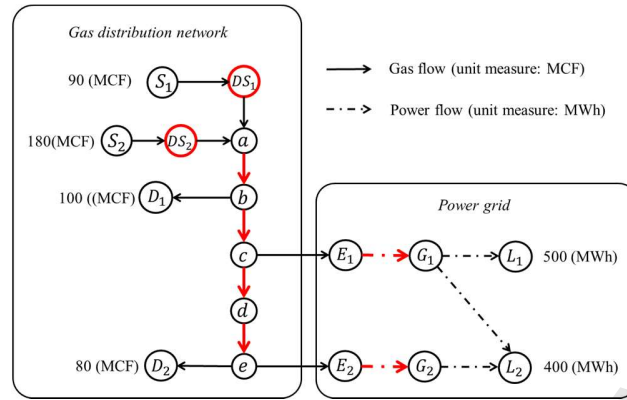 Gas distribution network
90 (MCF)
S1
DS1
Gas flow (unit measure: MCF)
Power flow (unit measure: MWh)
180(MCF)
S2
DS2
a
100 ((MCF)
D1
b
Power grid
c
E1
G1
L1
500 (MWh)
d
80 (MCF)
D2
e
E2
G2
L2
400 (MWh)